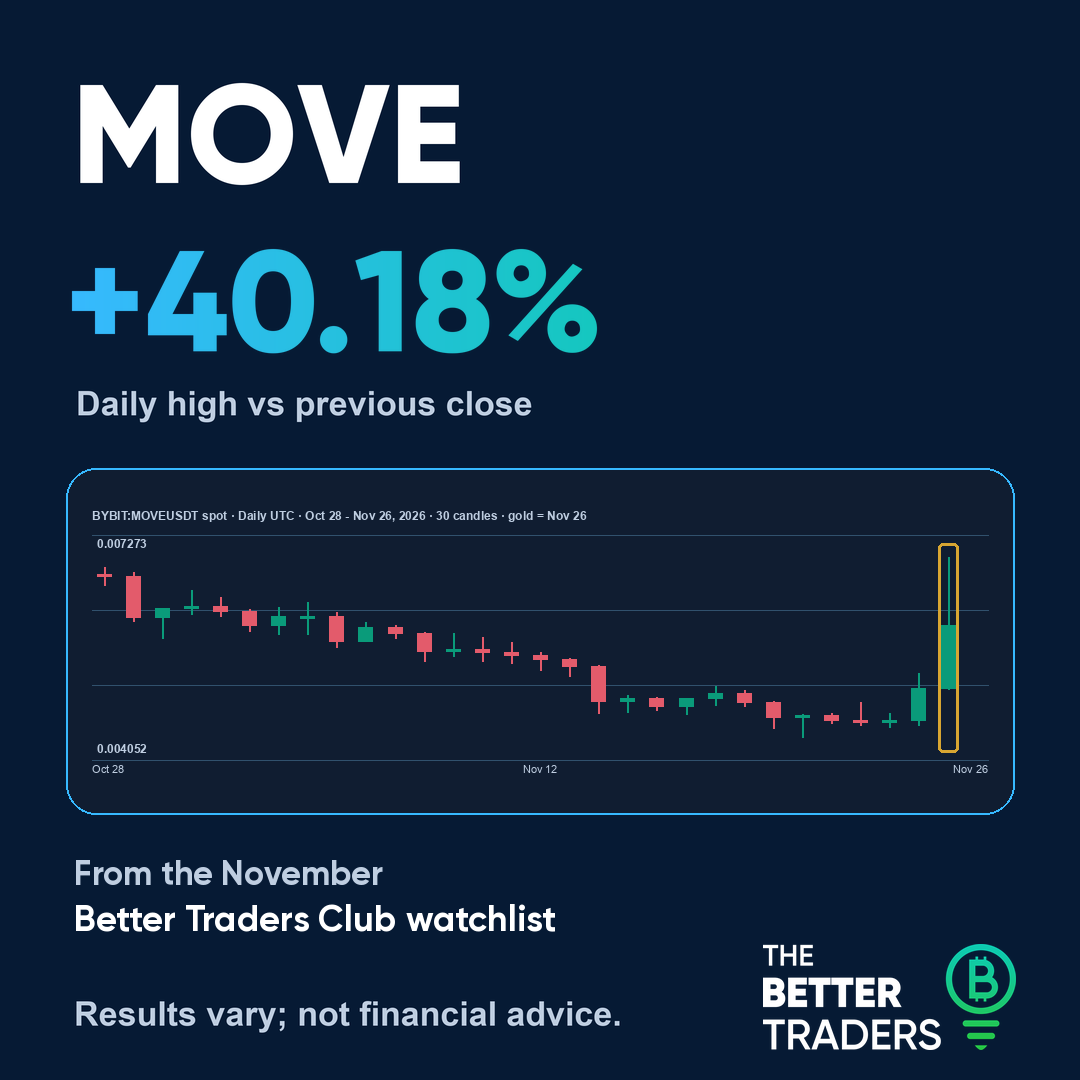 MOVE
+40.18%
Daily high vs previous close
BYBIT:MOVEUSDT spot · Daily UTC · Oct 28 - Nov 26, 2026 · 30 candles · gold = Nov 26
0.007273
0.004052
Oct 28
Nov 12
Nov 26
From the November
Better Traders Club watchlist
Results vary; not financial advice.
THE
BETTER
TRADERS